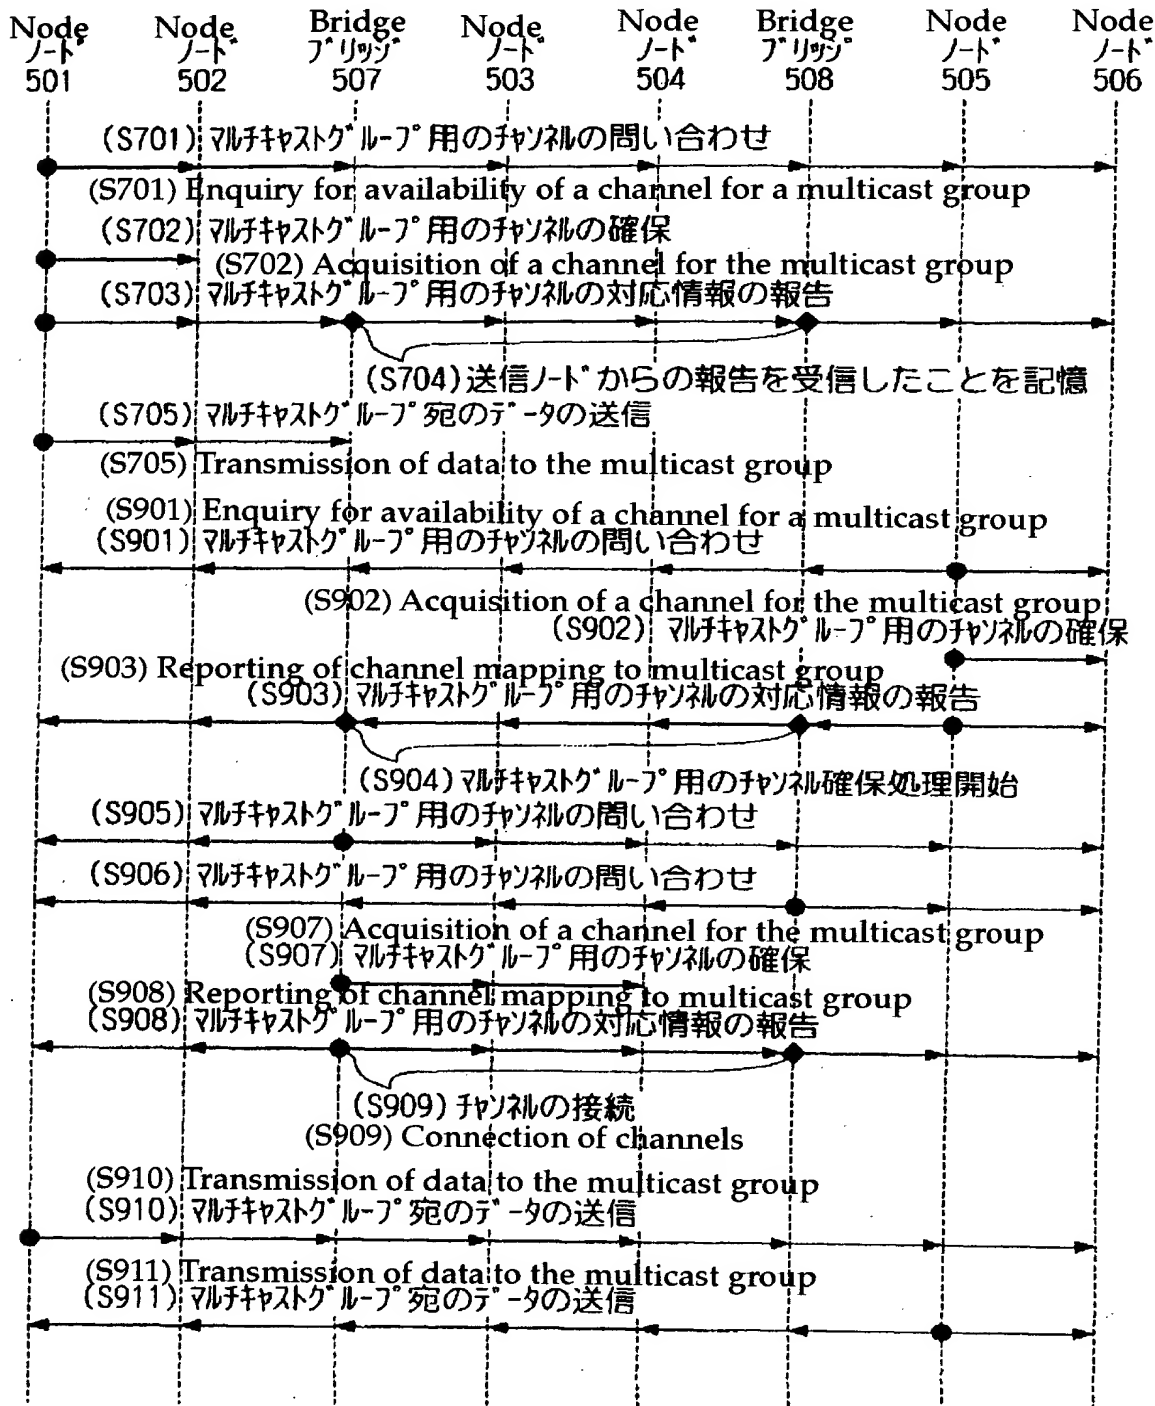 Node Node Bridge Node Node Bridge Node Node
ノード ノード ブリッジ ノード ノード ブリッジ ノード ノード
501 502 507 503 504 508 505 506
(S701) マルチキャストグループ用のチャンネルの問い合わせ
(S701) Enquiry for availability of a channel for a multicast group
(S702) マルチキャストグループ用のチャンネルの確保
(S702) Acquisition of a channel for the multicast group
(S703) マルチキャストグループ用のチャンネルの対応情報の報告
(S704) 送信ノードからの報告を受信したことを記憶
(S705) マルチキャストグループ宛のデータの送信
(S705) Transmission of data to the multicast group
(S901) Enquiry for availability of a channel for a multicast group
(S901) マルチキャストグループ用のチャンネルの問い合わせ
(S902) Acquisition of a channel for the multicast group
(S902) マルチキャストグループ用のチャンネルの確保
(S903) Reporting of channel mapping to multicast group
(S903) マルチキャストグループ用のチャンネルの対応情報の報告
(S904) マルチキャストグループ用のチャンネル確保処理開始
(S905) マルチキャストグループ用のチャンネルの問い合わせ
(S906) マルチキャストグループ用のチャンネルの問い合わせ
(S907) Acquisition of a channel for the multicast group
(S907) マルチキャストグループ用のチャンネルの確保
(S908) Reporting of channel mapping to multicast group
(S908) マルチキャストグループ用のチャンネルの対応情報の報告
(S909) チャンネルの接続
(S909) Connection of channels
(S910) Transmission of data to the multicast group
(S910) マルチキャストグループ宛のデータの送信
(S911) Transmission of data to the multicast group
(S911) マルチキャストグループ宛のデータの送信